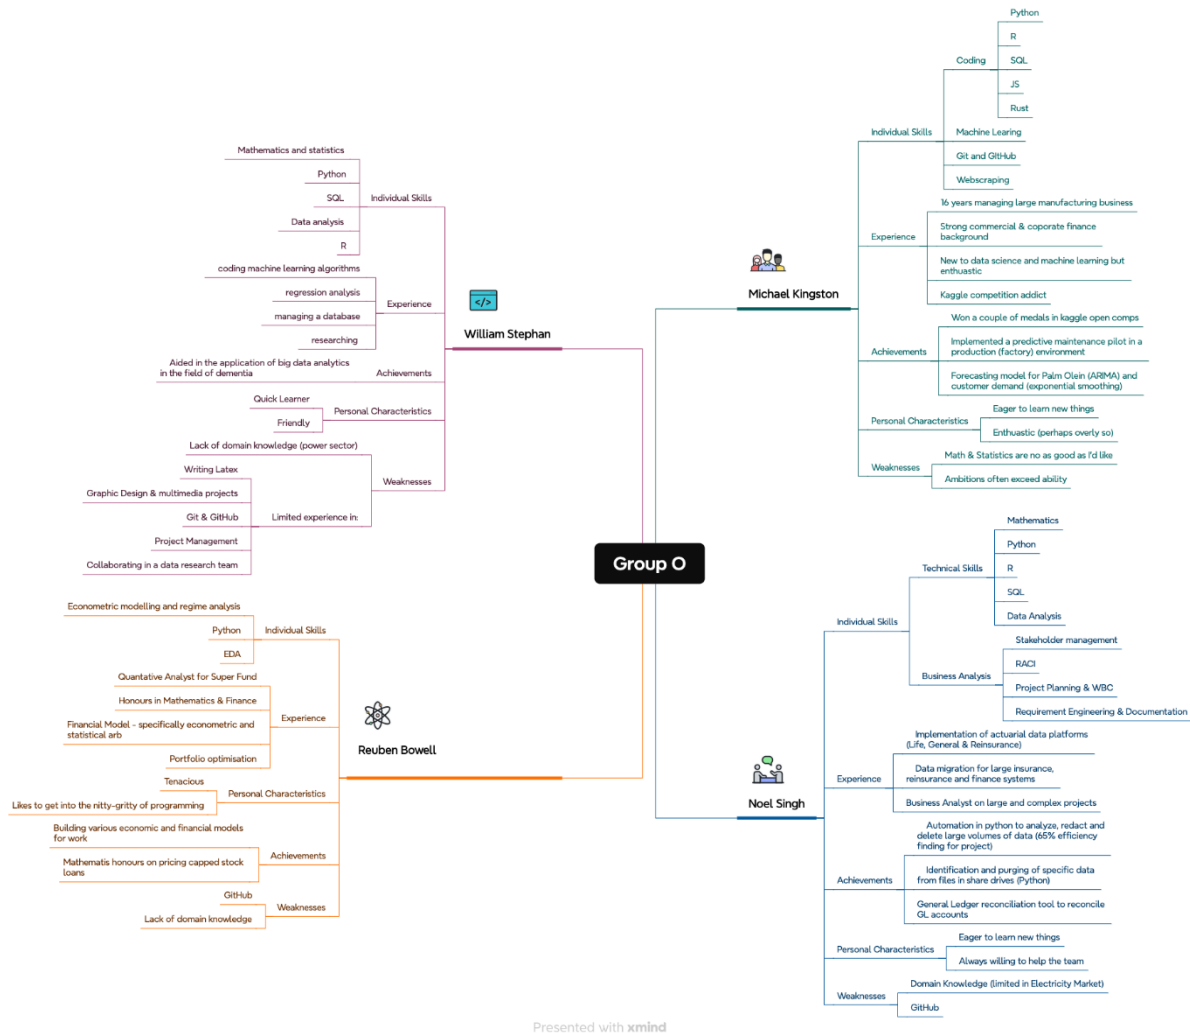 Group O
William Stephan
Individual Skills
Mathematics and statistics
Python
SQL
Data analysis
R
Experience
coding machine learning algorithms
regression analysis
managing a database
researching
Achievements
Aided in the application of big data analytics
in the field of dementia
Personal Characteristics
Quick Learner
Friendly
Weaknesses
Lack of domain knowledge (power sector)
Limited experience in:
Writing Latex
Graphic Design & multimedia projects
Git & GitHub
Project Management
Collaborating in a data research team
Reuben Bowell
Individual Skills
Econometric modelling and regime analysis
Python
EDA
Experience
Quantative Analyst for Super Fund
Honours in Mathematics & Finance
Financial Model - specifically econometric and
statistical arb
Portfolio optimisation
Personal Characteristics
Tenacious
Likes to get into the nitty-gritty of programming
Achievements
Building various economic and financial models
for work
Mathematis honours on pricing capped stock
loans
Weaknesses
GitHub
Lack of domain knowledge
Michael Kingston
Individual Skills
Coding
Python
R
SQL
JS
Rust
Machine Learing
Git and GItHub
Webscraping
Experience
16 years managing large manufacturing business
Strong commercial & coporate finance
background
New to data science and machine learning but
enthuastic
Kaggle competition addict
Achievements
Won a couple of medals in kaggle open comps
Implemented a predictive maintenance pilot in a
production (factory) environment
Forecasting model for Palm Olein (ARIMA) and
customer demand (exponential smoothing)
Personal Characteristics
Eager to learn new things
Enthuastic (perhaps overly so)
Weaknesses
Math & Statistics are no as good as I'd like
Ambitions often exceed ability
Noel Singh
Individual Skills
Technical Skills
Mathematics
Python
R
SQL
Data Analysis
Business Analysis
Stakeholder management
RACI
Project Planning & WBC
Requirement Engineering & Documentation
Experience
Implementation of actuarial data platforms
(Life, General & Reinsurance)
Data migration for large insurance,
reinsurance and finance systems
Business Analyst on large and complex projects
Achievements
Automation in python to analyze, redact and
delete large volumes of data (65% efficiency
finding for project)
Identification and purging of specific data
from files in share drives (Python)
General Ledger reconciliation tool to reconcile
GL accounts
Personal Characteristics
Eager to learn new things
Always willing to help the team
Weaknesses
Domain Knowledge (limited in Electricity Market)
GitHub
Presented with xmind